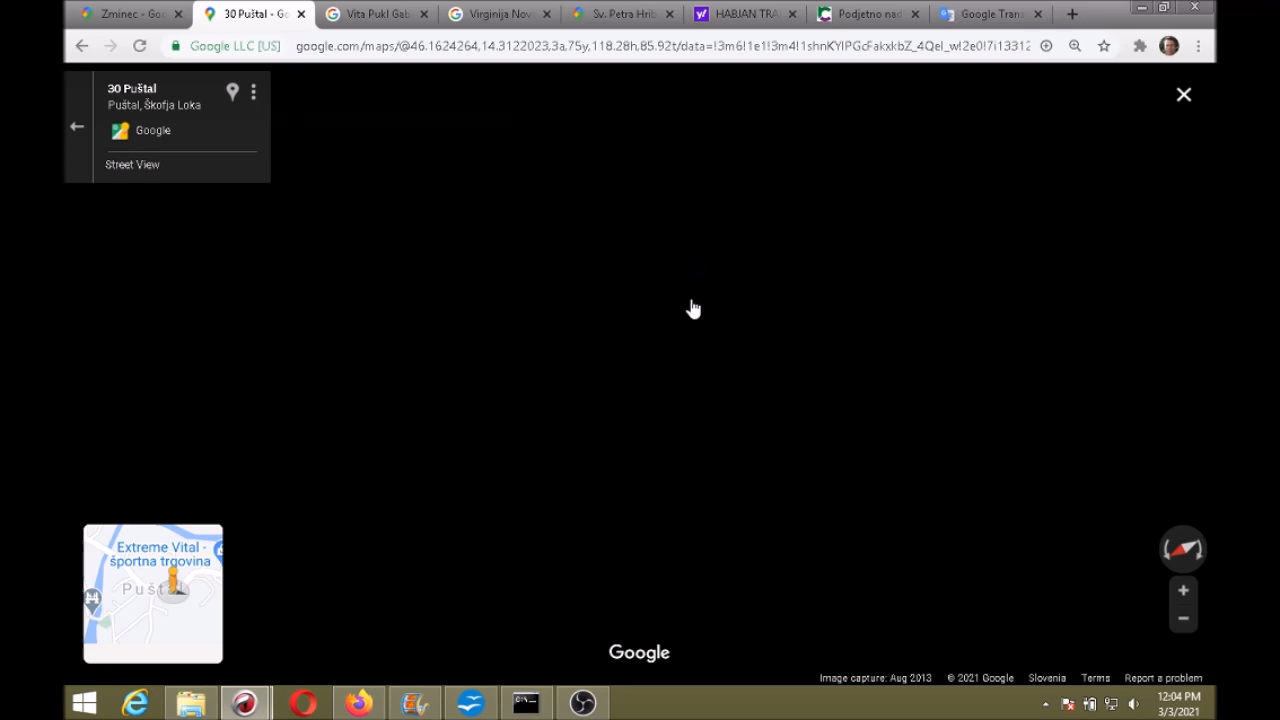 Zminec - Goo
30 Puštal - Go
Vita Pukl Gab
Virginija Nov
Sv. Petra Hrib
HABJAN TRA
Podjetno nad
Google Trans
Google LLC [US]
google.com/maps/@46.1624264,14.3122023,3a,75y,118.28h,85.92t/data=!3m6!1e1!3m4!1shnKYIPGcFakxkbZ_4QeI_w!2e0!7i13312
30 Puštal
Puštal, Škofja Loka
Google
Street View
Extreme Vital -
športna trgovina
Pušt
Google
Image capture: Aug 2013 © 2021 Google Slovenia Terms Report a problem
12:04 PM
3/3/2021